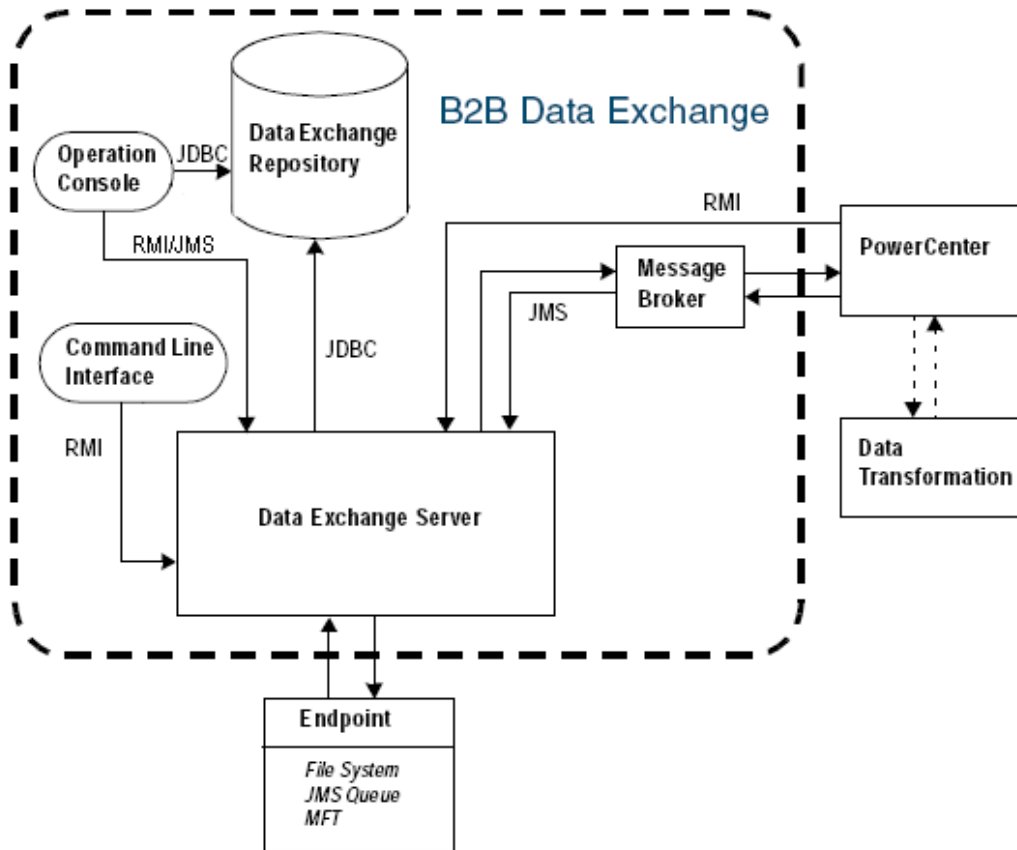 B2B Data Exchange
Data Exchange
Repository
Operation
Console
JDBC
RMI/JMS
RMI
PowerCenter
Message
Broker
JMS
JDBC
Command Line
Interface
RMI
Data
Transformation
Data Exchange Server
Endpoint
File System
JMS Queue
MFT